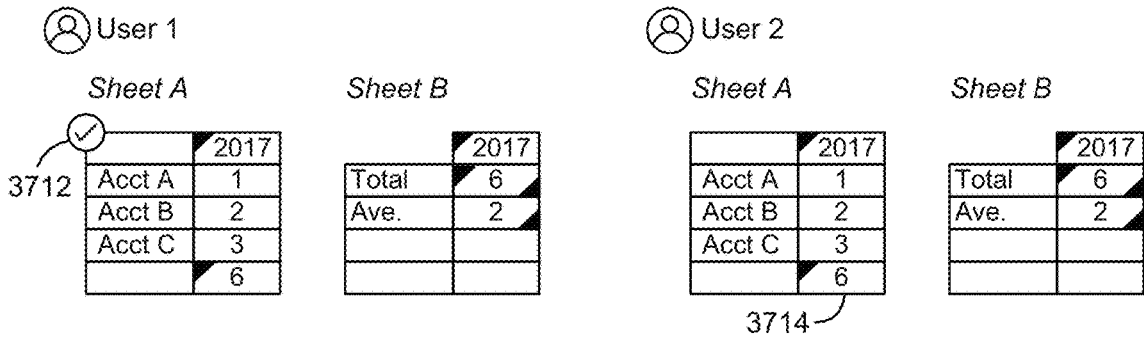 User 1 User 2
Sheet A Sheet B Sheet A Sheet B
2017 2017 2017 2017
3712 Acct A 1 Total 6 Acct A 1 Total 6
Acct B 2 Ave. 2 Acct B 2 Ave. 2
Acct C 3 Acct C 3
6 6
3714